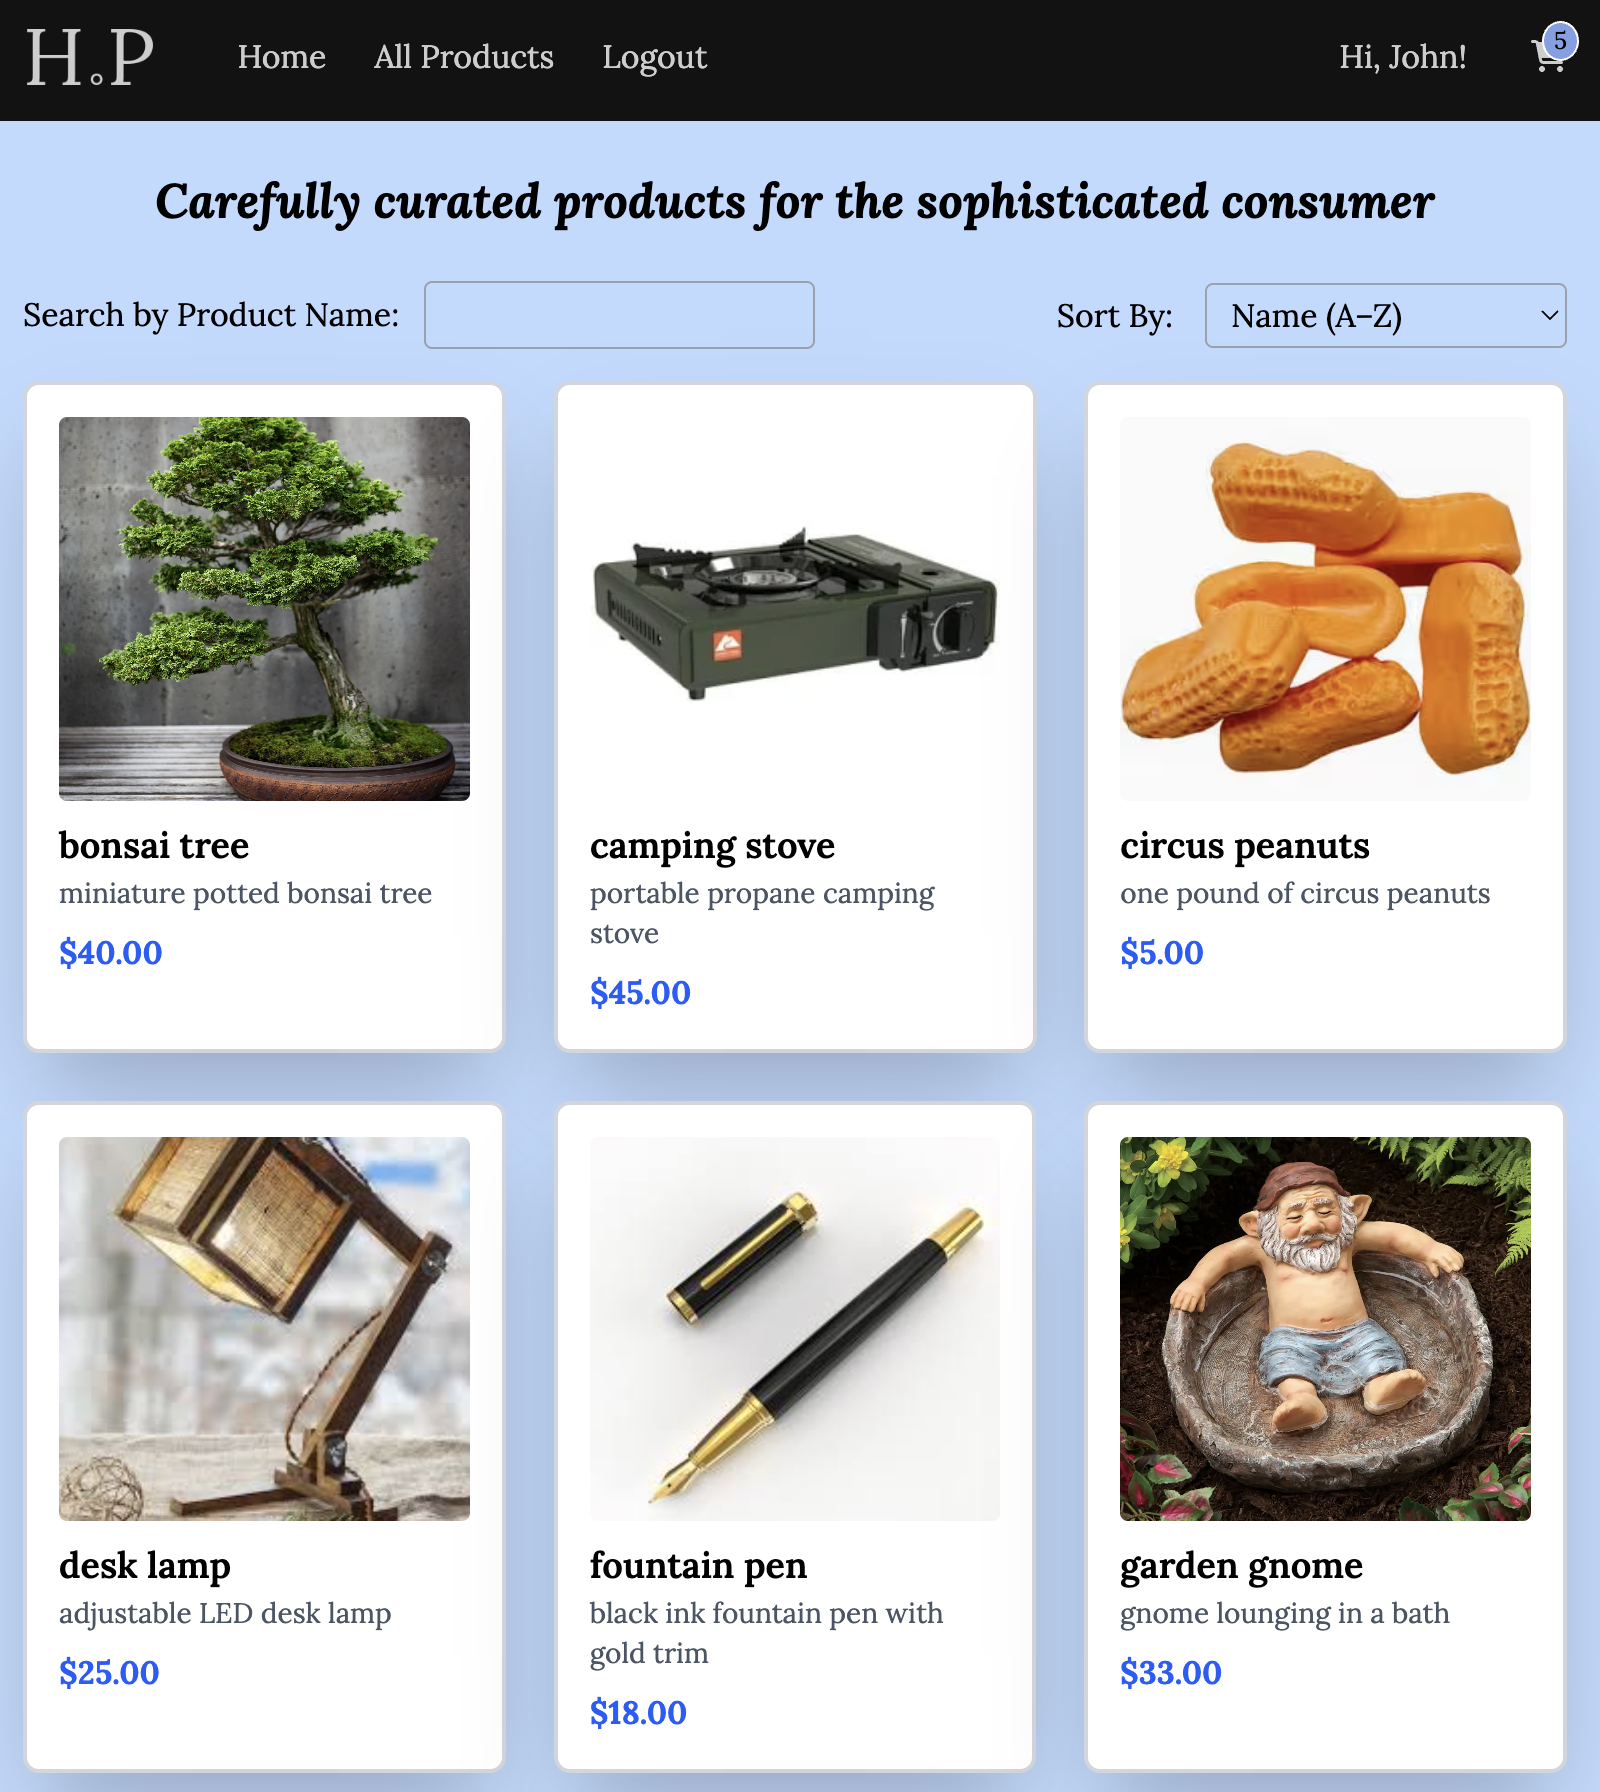 H.P Home All Products Logout Hi, John! 5
Carefully curated products for the sophisticated consumer
Search by Product Name: Sort By: Name (A–Z)
bonsai tree
miniature potted bonsai tree
$40.00
camping stove
portable propane camping
stove
$45.00
circus peanuts
one pound of circus peanuts
$5.00
desk lamp
adjustable LED desk lamp
$25.00
fountain pen
black ink fountain pen with
gold trim
$18.00
garden gnome
gnome lounging in a bath
$33.00